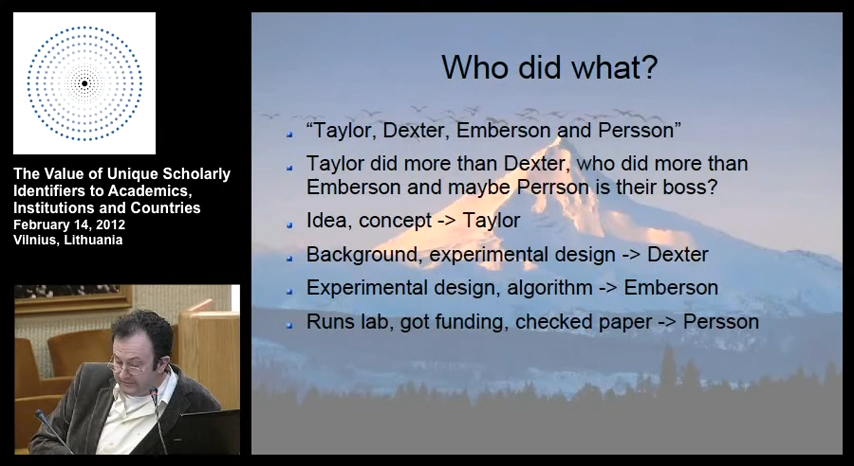 The Value of Unique Scholarly
Identifiers to Academics,
Institutions and Countries
February 14, 2012
Vilnius, Lithuania
Who did what?
“Taylor, Dexter, Emberson and Persson”
Taylor did more than Dexter, who did more than
Emberson and maybe Perrson is their boss?
Idea, concept -> Taylor
Background, experimental design -> Dexter
Experimental design, algorithm -> Emberson
Runs lab, got funding, checked paper -> Persson